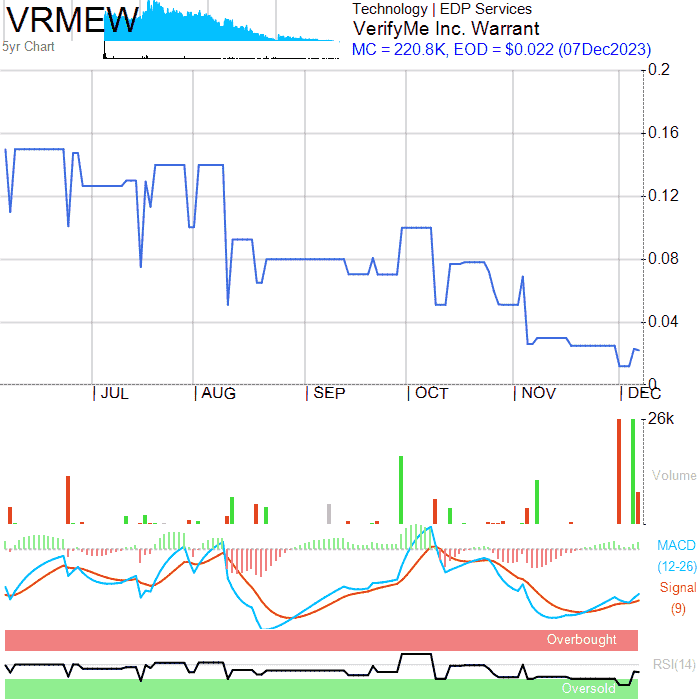 VRMEW
5yr Chart
Technology | EDP Services
VerifyMe Inc. Warrant
MC = 220.8K, EOD = $0.022 (07Dec2023)
0.2
0.16
0.12
0.08
0.04
0
JUL AUG SEP OCT NOV DEC
26k
Volume
MACD
(12-26)
Signal
(9)
Overbought
RSI(14)
Oversold